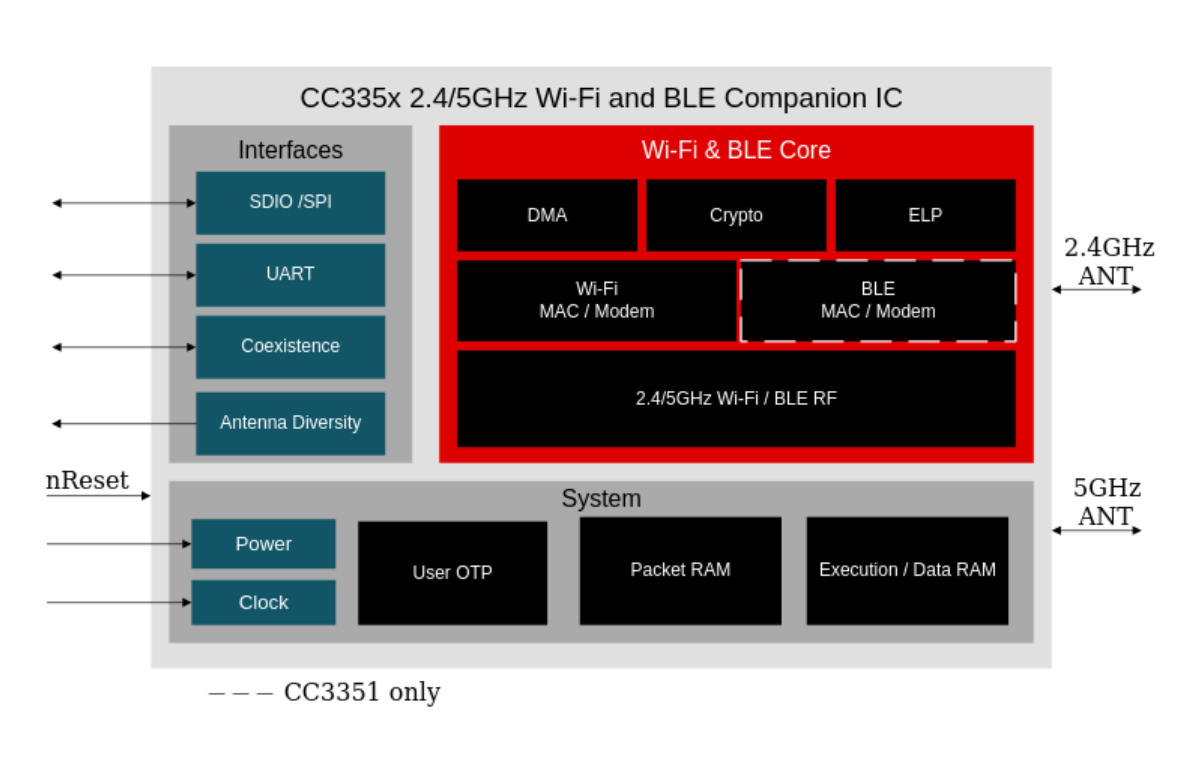 CC335x 2.4/5GHz Wi-Fi and BLE Companion IC
Interfaces
SDIO /SPI
UART
Coexistence
Antenna Diversity
Wi-Fi & BLE Core
DMA
Crypto
ELP
Wi-Fi
MAC / Modem
BLE
MAC / Modem
2.4/5GHz Wi-Fi / BLE RF
2.4GHz
ANT
nReset
5GHz
ANT
System
Power
Clock
User OTP
Packet RAM
Execution / Data RAM
CC3351 only